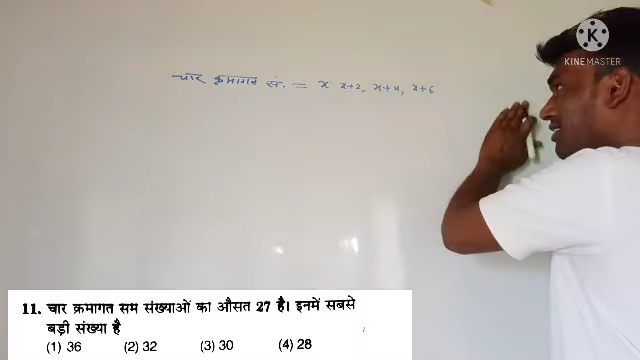 KINEMASTER
चार क्रमागत सं. = x x+2, x+4, x+6
11. चार क्रमागत सम संख्याओं का औसत 27 है। इनमें सबसे
बड़ी संख्या है
(1) 36 (2) 32 (3) 30 (4) 28